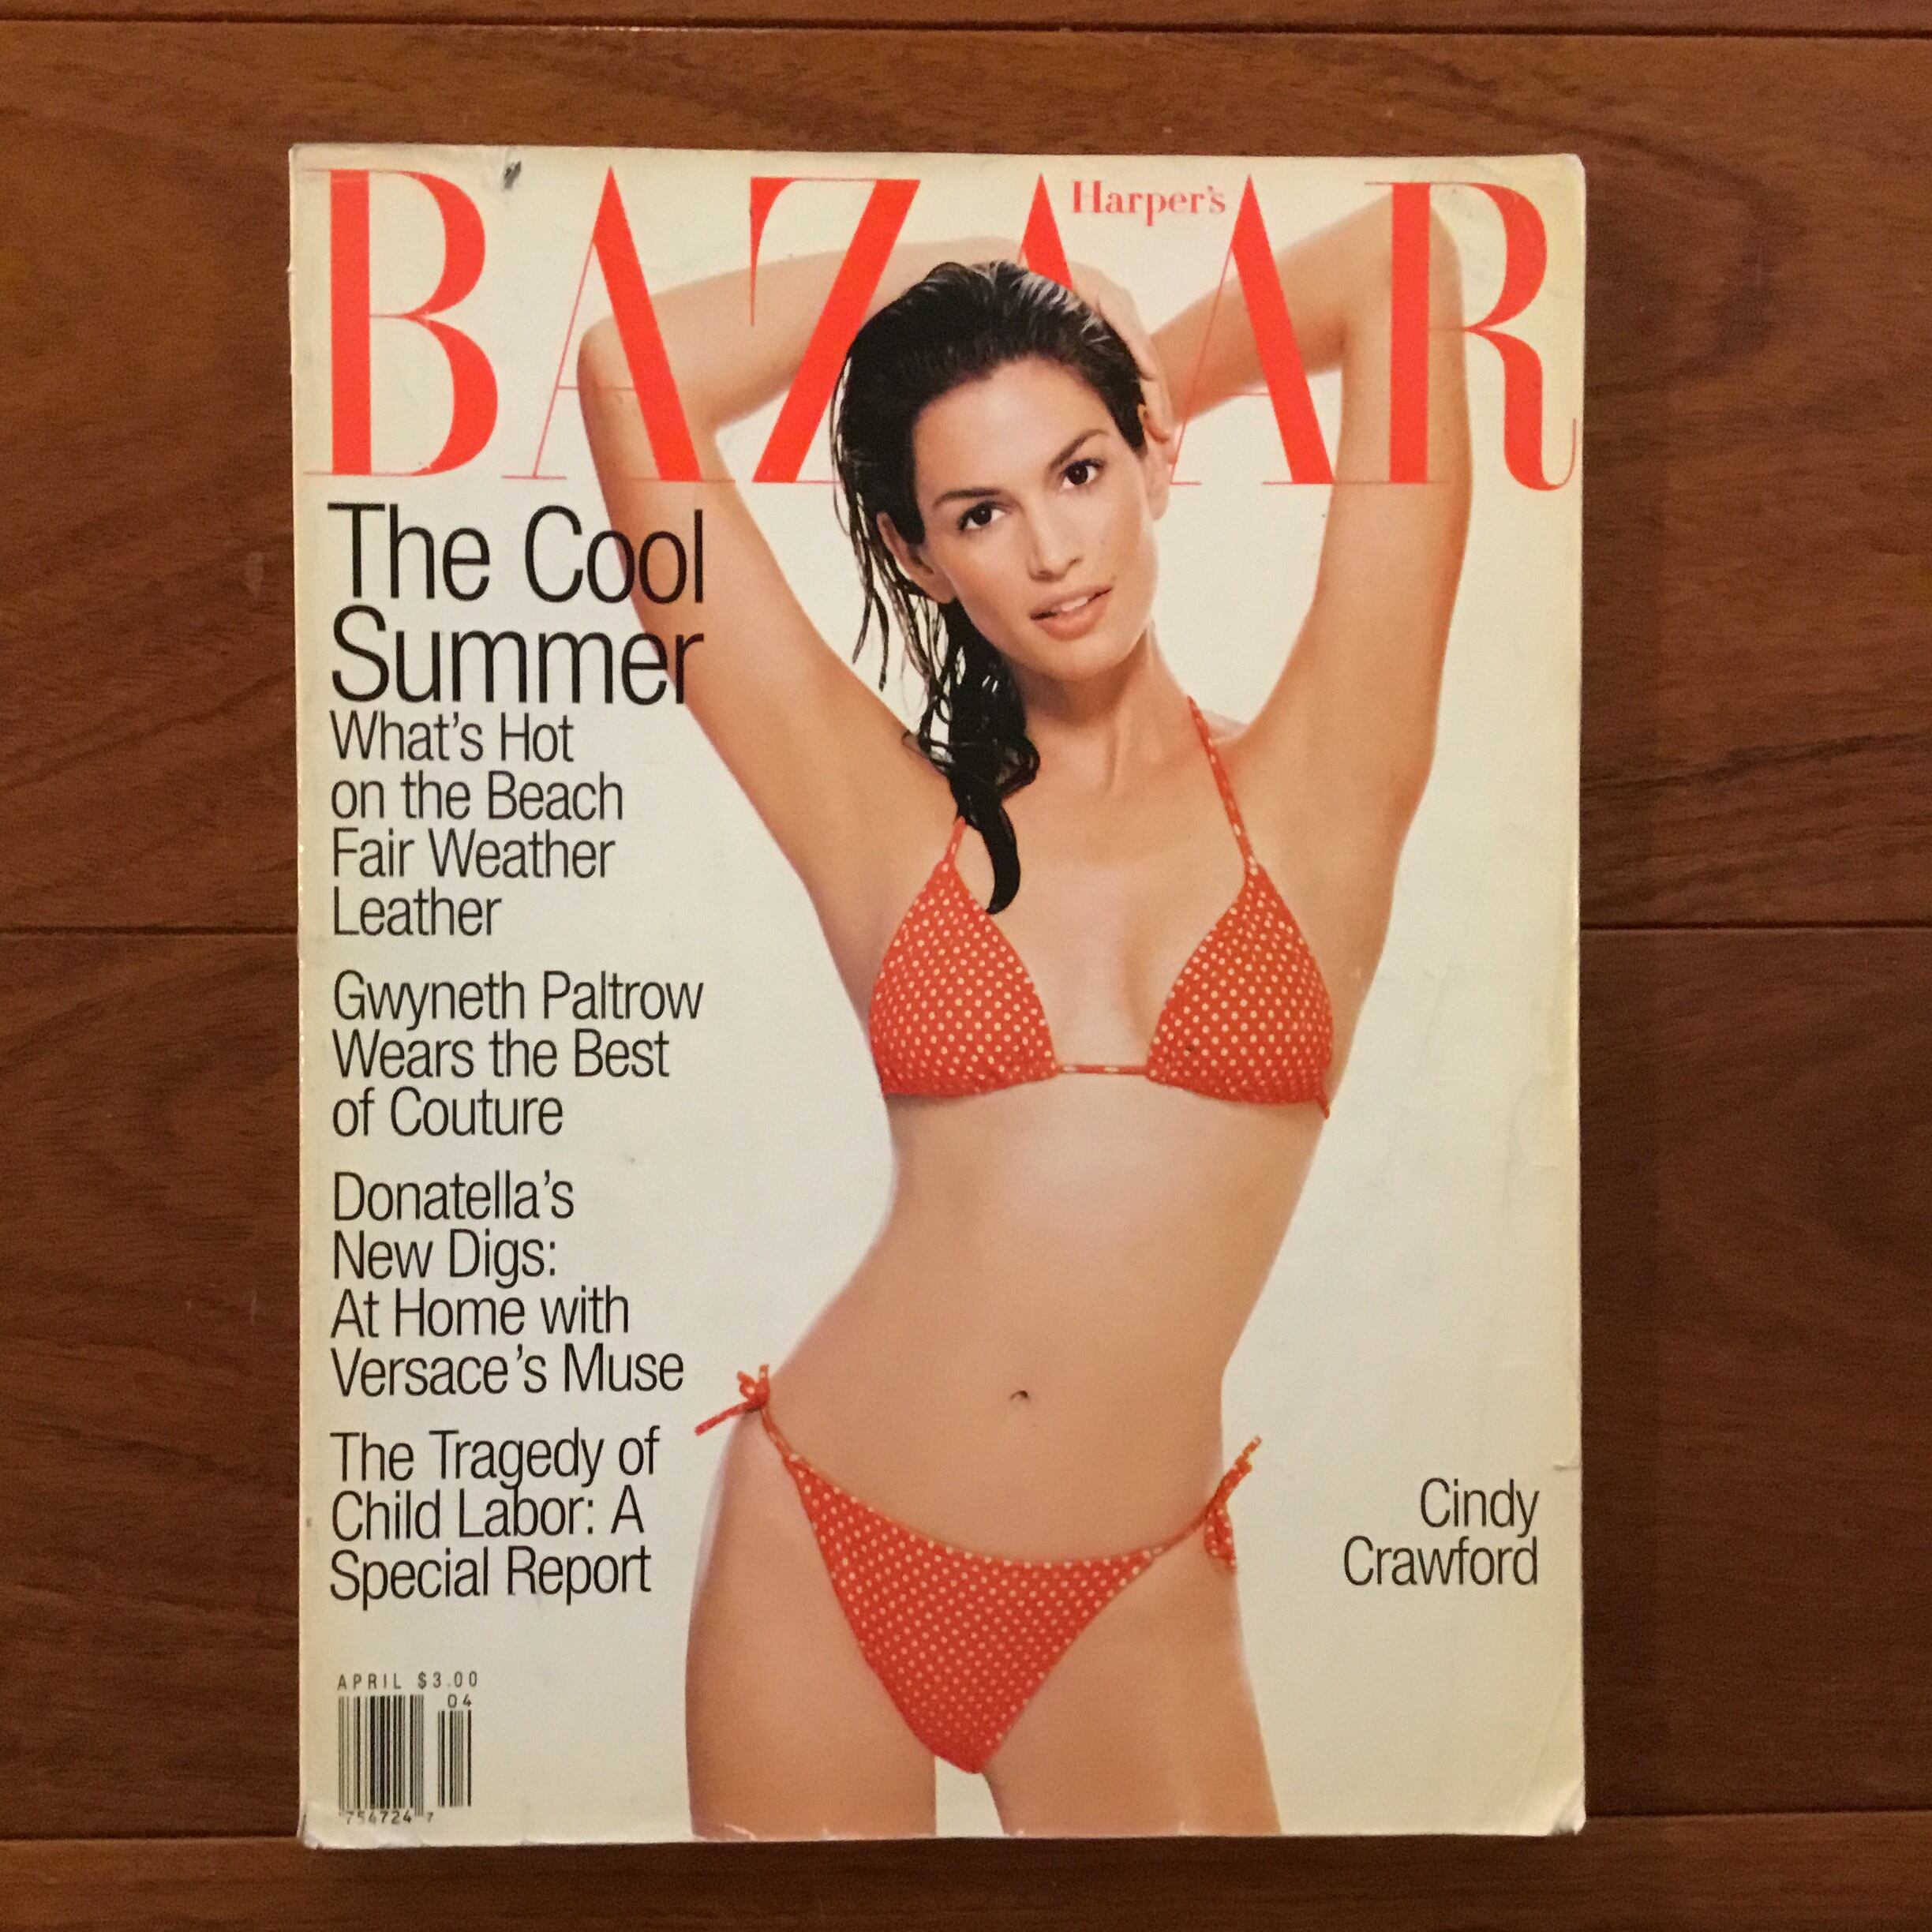 Harper's
BAZAAR
The Cool
Summer
What's Hot
on the Beach
Fair Weather
Leather
Gwyneth Paltrow
Wears the Best
of Couture
Donatella's
New Digs:
At Home with
Versace's Muse
The Tragedy of
Child Labor: A
Special Report
Cindy
Crawford
APRIL $3.00
04
754724 7